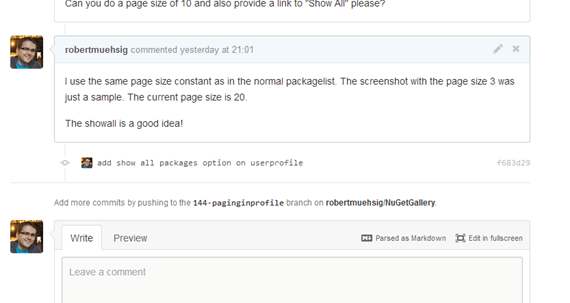 Can you do a page size of 10 and also provide a link to "Show All" please?
robertmuehsig commented yesterday at 21:01
I use the same page size constant as in the normal packagelist. The screenshot with the page size 3 was
just a sample. The current page size is 20.
The showall is a good idea!
add show all packages option on userprofile f683d29
Add more commits by pushing to the 144-paginginprofile branch on robertmuehsig/NuGetGallery.
Write Preview Parsed as Markdown Edit in fullscreen
Leave a comment